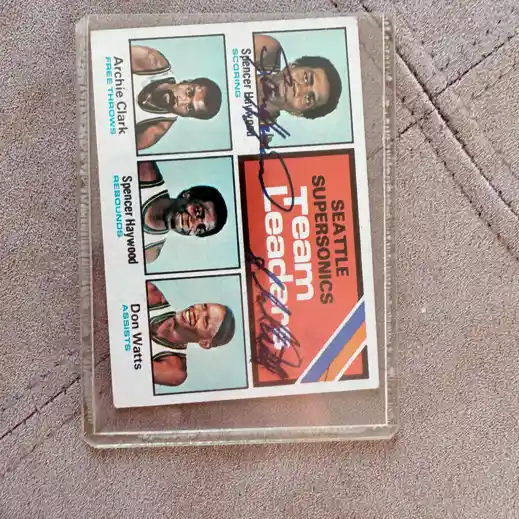 SEATTLE
SUPERSONICS
Team
Leaders
Spencer Haywood
SCORING
Archie Clark
FREE THROWS
Spencer Haywood
REBOUNDS
Don Watts
ASSISTS